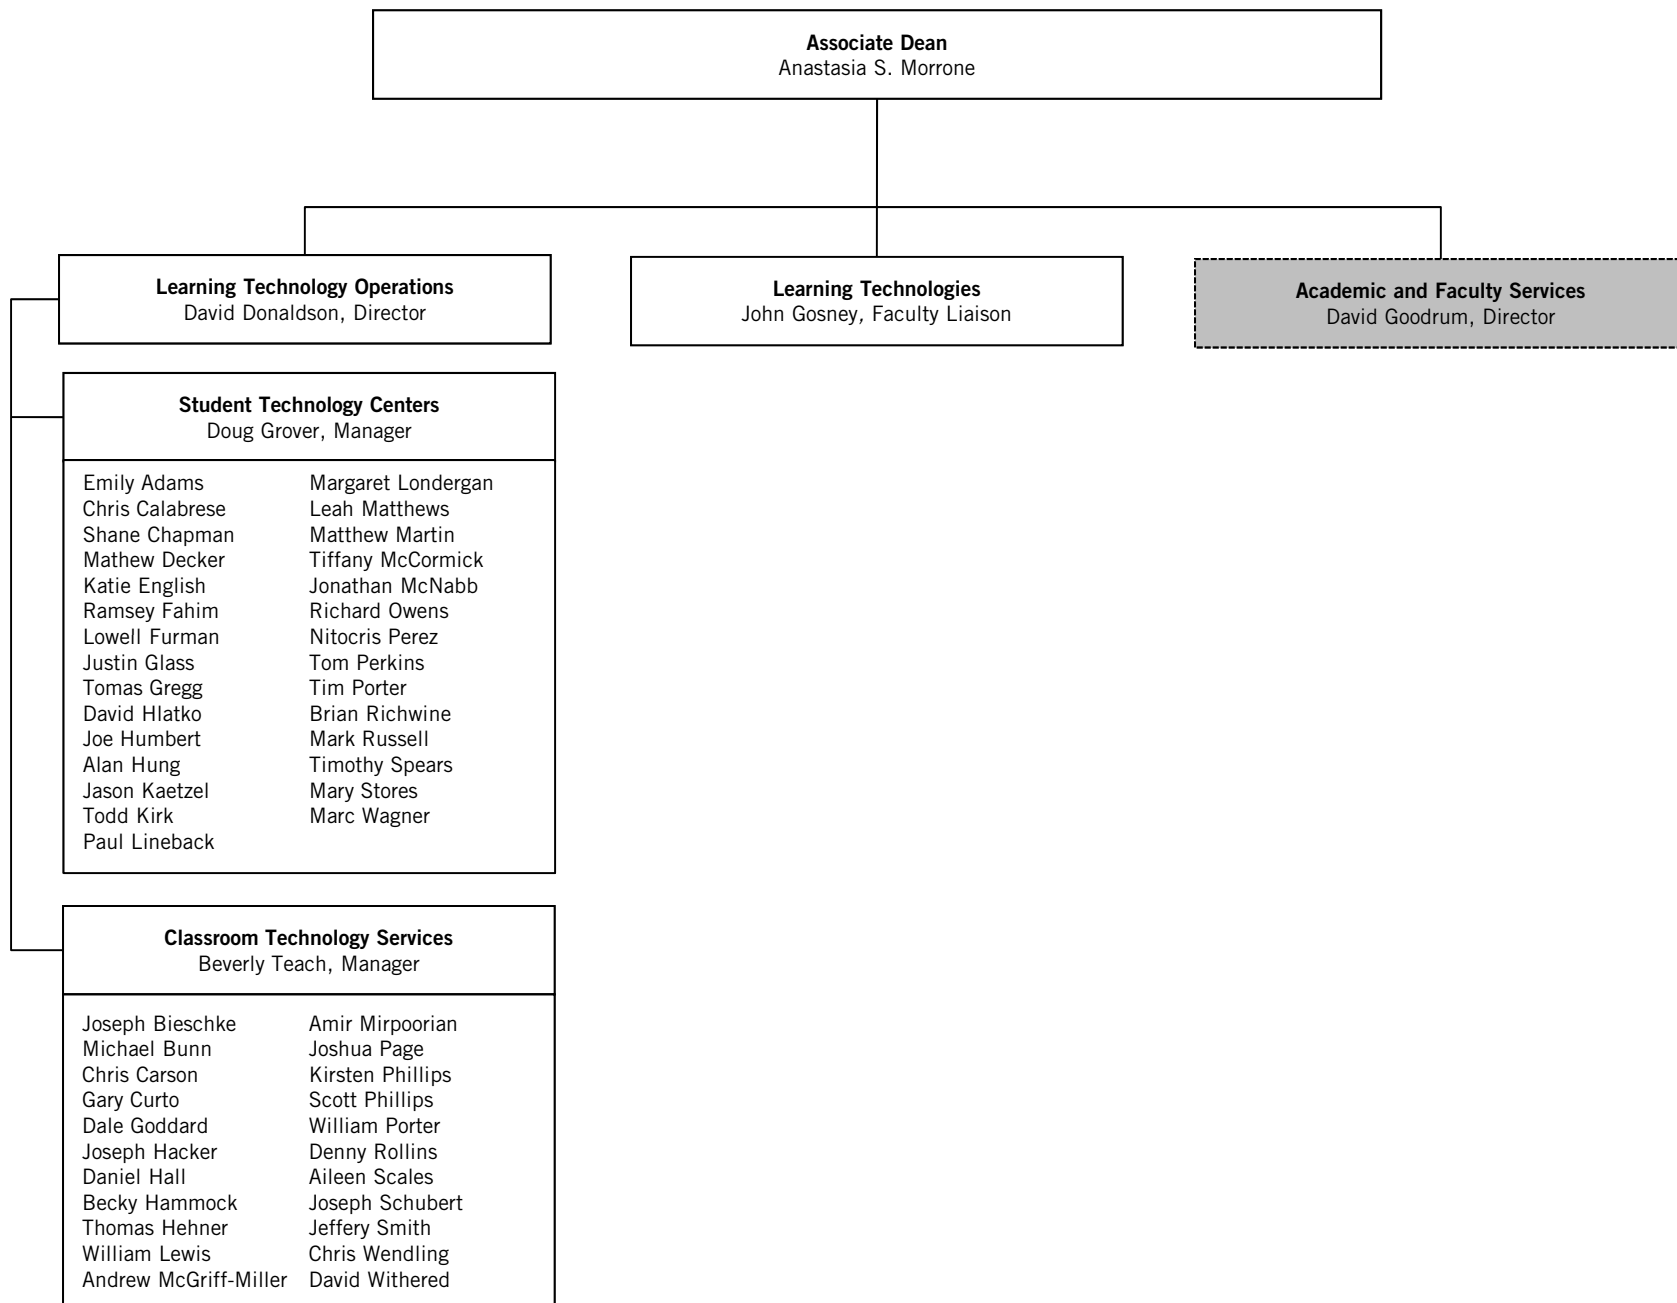 Associate Dean
Anastasia S. Morrone
Learning Technology Operations
David Donaldson, Director
Learning Technologies
John Gosney, Faculty Liaison
Academic and Faculty Services
David Goodrum, Director
Student Technology Centers
Doug Grover, Manager
Emily Adams
Chris Calabrese
Shane Chapman
Mathew Decker
Katie English
Ramsey Fahim
Lowell Furman
Justin Glass
Tomas Gregg
David Hlatko
Joe Humbert
Alan Hung
Jason Kaetzel
Todd Kirk
Paul Lineback
Margaret Londergan
Leah Matthews
Matthew Martin
Tiffany McCormick
Jonathan McNabb
Richard Owens
Nitocris Perez
Tom Perkins
Tim Porter
Brian Richwine
Mark Russell
Timothy Spears
Mary Stores
Marc Wagner
Classroom Technology Services
Beverly Teach, Manager
Joseph Bieschke
Michael Bunn
Chris Carson
Gary Curto
Dale Goddard
Joseph Hacker
Daniel Hall
Becky Hammock
Thomas Hehner
William Lewis
Andrew McGriff-Miller
Amir Mirpoorian
Joshua Page
Kirsten Phillips
Scott Phillips
William Porter
Denny Rollins
Aileen Scales
Joseph Schubert
Jeffery Smith
Chris Wendling
David Withered